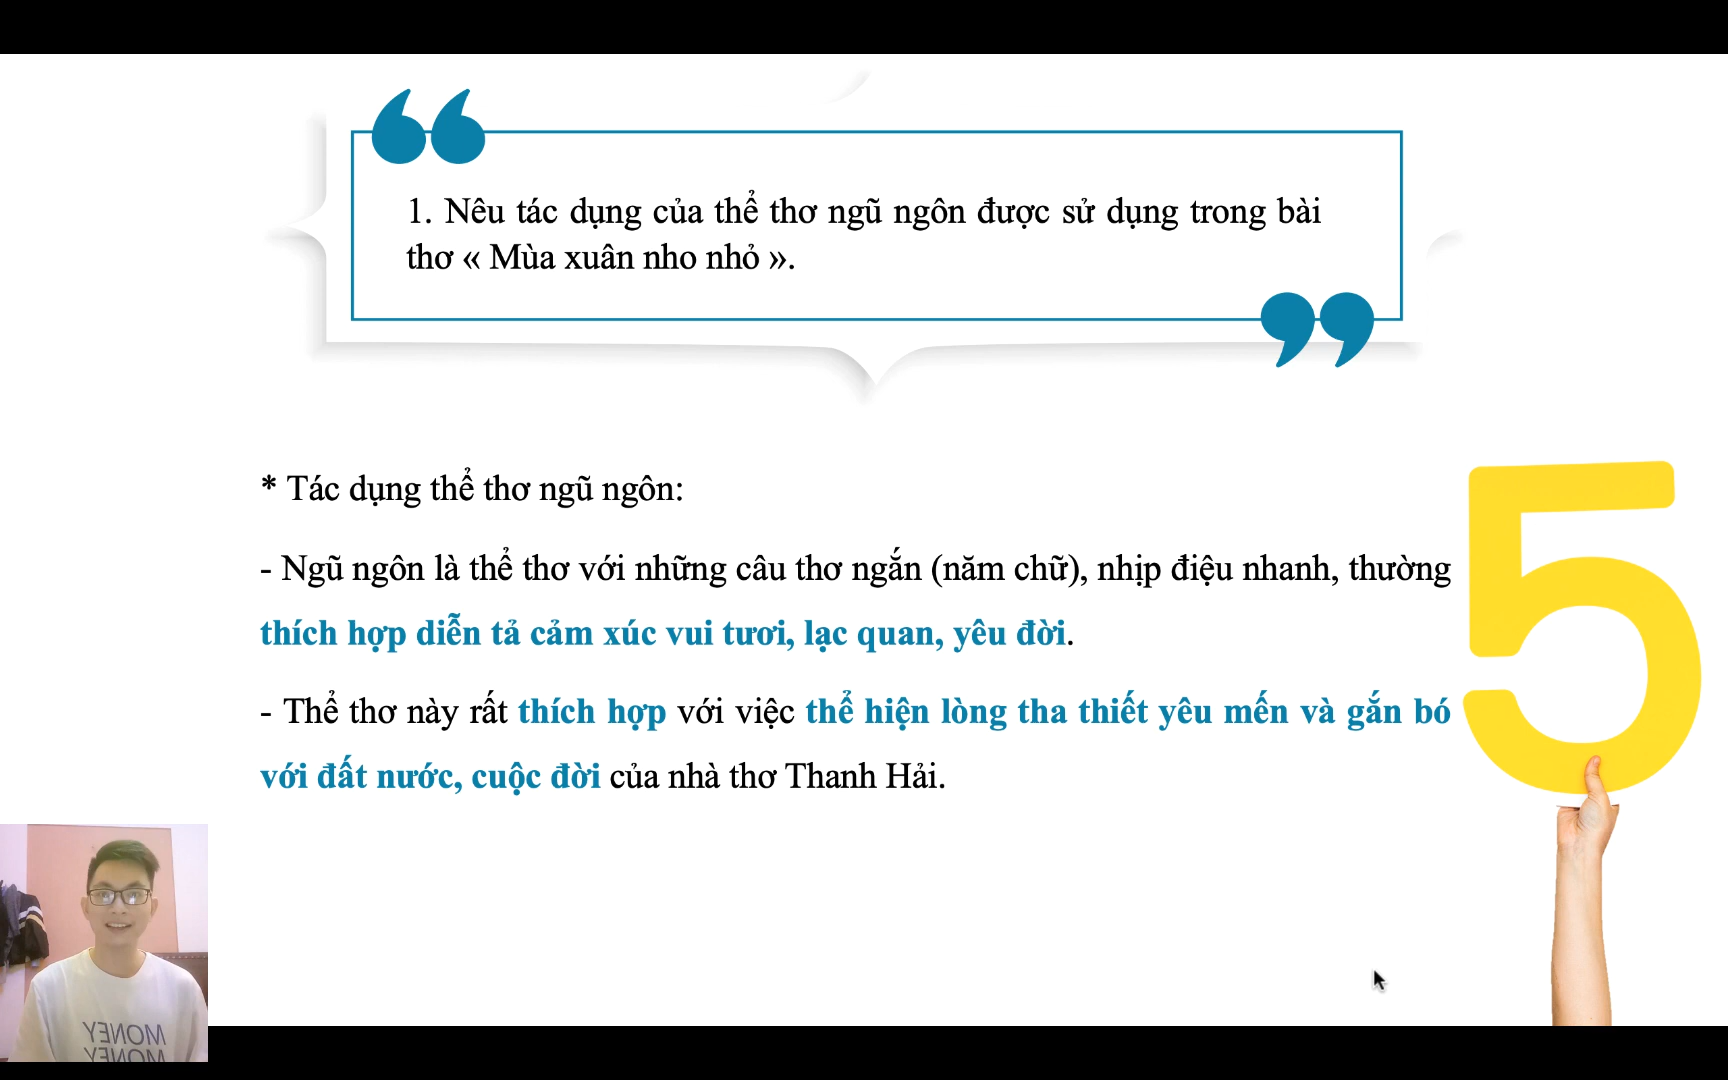 1. Nêu tác dụng của thể thơ ngũ ngôn được sử dụng trong bài
thơ « Mùa xuân nho nhỏ ».
* Tác dụng thể thơ ngũ ngôn:
- Ngũ ngôn là thể thơ với những câu thơ ngắn (năm chữ), nhịp điệu nhanh, thường
thích hợp diễn tả cảm xúc vui tươi, lạc quan, yêu đời.
- Thể thơ này rất thích hợp với việc thể hiện lòng tha thiết yêu mến và gắn bó
với đất nước, cuộc đời của nhà thơ Thanh Hải.
5
MONEY
MONEY